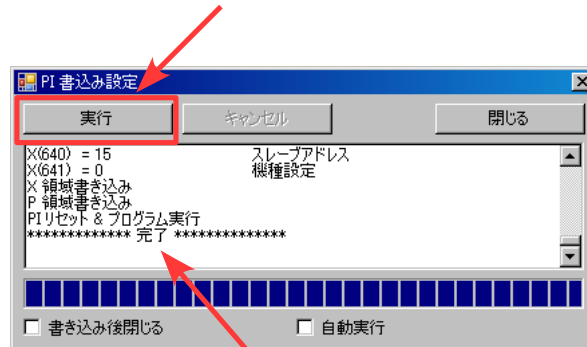 PI 書込み設定
実行 キャンセル 閉じる
X(640) = 15 スレーブアドレス
X(641) = 0 機種設定
X 領域書き込み
P 領域書き込み
PIリセット & プログラム実行
************* 完了 **************
書き込み後閉じる 自動実行